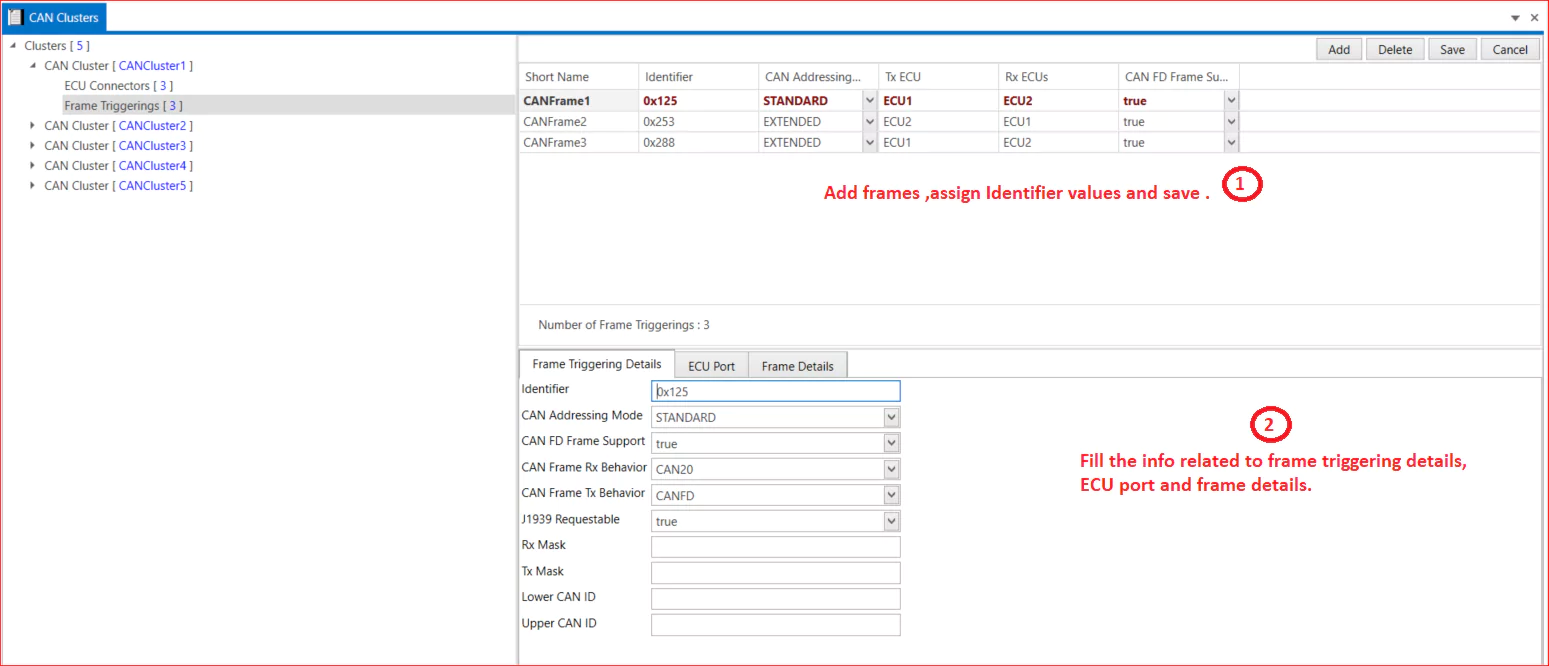 CAN Clusters
Clusters [ 5 ]
CAN Cluster [ CANCluster1 ]
ECU Connectors [ 3 ]
Frame Triggerings [ 3 ]
CAN Cluster [ CANCluster2 ]
CAN Cluster [ CANCluster3 ]
CAN Cluster [ CANCluster4 ]
CAN Cluster [ CANCluster5 ]
Add Delete Save Cancel
Short Name Identifier CAN Addressing... Tx ECU Rx ECUs CAN FD Frame Su...
CANFrame1 0x125 STANDARD ECU1 ECU2 true
CANFrame2 0x253 EXTENDED ECU2 ECU1 true
CANFrame3 0x288 EXTENDED ECU1 ECU2 true
Add frames ,assign Identifier values and save . 1
Number of Frame Triggerings : 3
Frame Triggering Details ECU Port Frame Details
Identifier 0x125
CAN Addressing Mode STANDARD
CAN FD Frame Support true
CAN Frame Rx Behavior CAN20
CAN Frame Tx Behavior CANFD
J1939 Requestable true
Rx Mask
Tx Mask
Lower CAN ID
Upper CAN ID
2
Fill the info related to frame triggering details,
ECU port and frame details.